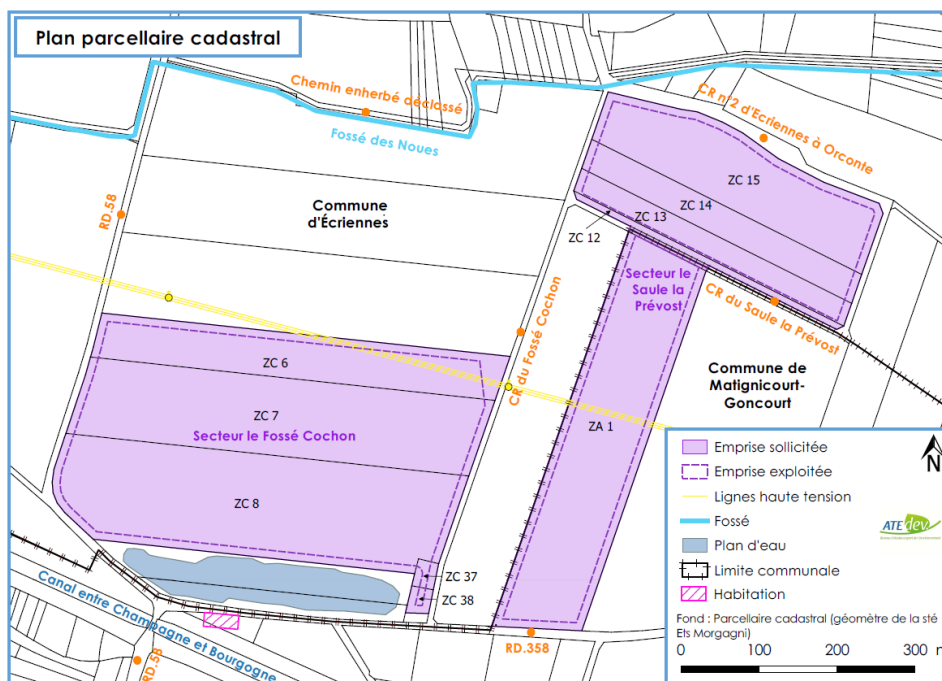 Plan parcellaire cadastral
Chemin enherbé déclassé
Fossé des Noues
CR n°2 d'Ecriennes à Orconte
RD.58
Commune
d'Écriennes
ZC 15
ZC 14
ZC 13
ZC 12
Secteur le
Saule la
Prévost
CR du Saule la Prévost
CR du Fossé Cochon
Commune de
Matignicourt-
Goncourt
ZC 6
ZC 7
Secteur le Fossé Cochon
ZA 1
ZC 8
ZC 37
ZC 38
Canal entre Champagne et Bourgogne
RD.58
RD.358
Emprise sollicitée
Emprise exploitée
Lignes haute tension
Fossé
Plan d'eau
Limite communale
Habitation
N
ATEdev
Fond : Parcellaire cadastral (géomètre de la sté
Ets Morgagni)
0 100 200 300 m